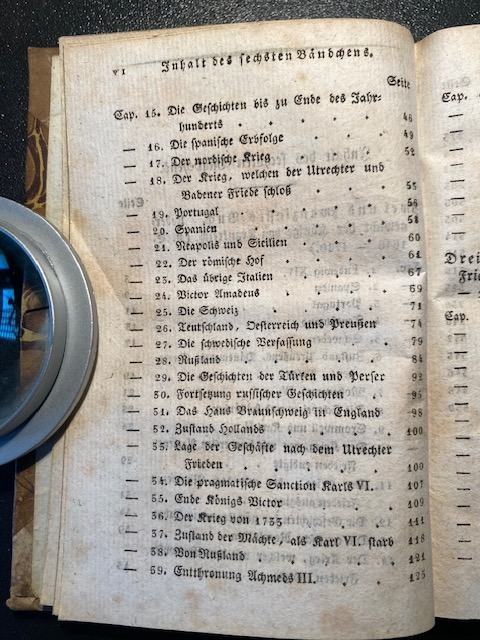 VI Inhalt des sechsten Bändchens.
Seite
Cap. 15. Die Geschichten bis zu Ende des Jahr-
hunderts . . . . . 46
— 16. Die spanische Erbfolge . . . 49
— 17. Der nordische Krieg . . . . 52
— 18. Der Krieg, welchen der Utrechter und
Badener Friede schloß . . . 55
— 19. Portugal . . . . . 56
— 20. Spanien . . . . . 58
— 21. Neapolis und Sicilien . . . 60
— 22. Der römische Hof . . . . 61
— 23. Das übrige Italien . . . . 67
— 24. Victor Amadeus . . . . 69
— 25. Die Schweiz . . . . . 71
— 26. Teutschland, Oesterreich und Preußen 74
— 27. Die schwedische Verfassung . . 79
— 28. Rußland . . . . . 84
— 29. Die Geschichten der Türken und Perser 92
— 30. Fortsetzung russischer Geschichten . 95
— 31. Das Haus Braunschweig in England 98
— 32. Zustand Hollands . . . . 100
— 33. Lage der Geschäfte nach dem Utrechter
Frieden . . . . . 100
— 34. Die pragmatische Sanction Karls VI. 107
— 35. Ende Königs Victor . . . 109
— 36. Der Krieg von 1733 . . . 111
— 37. Zustand der Mächte, als Karl VI. starb 118
— 38. Von Rußland . . . . 121
— 39. Entthronung Achmeds III. . . 125
Cap.
Drei
Frie
Cap.